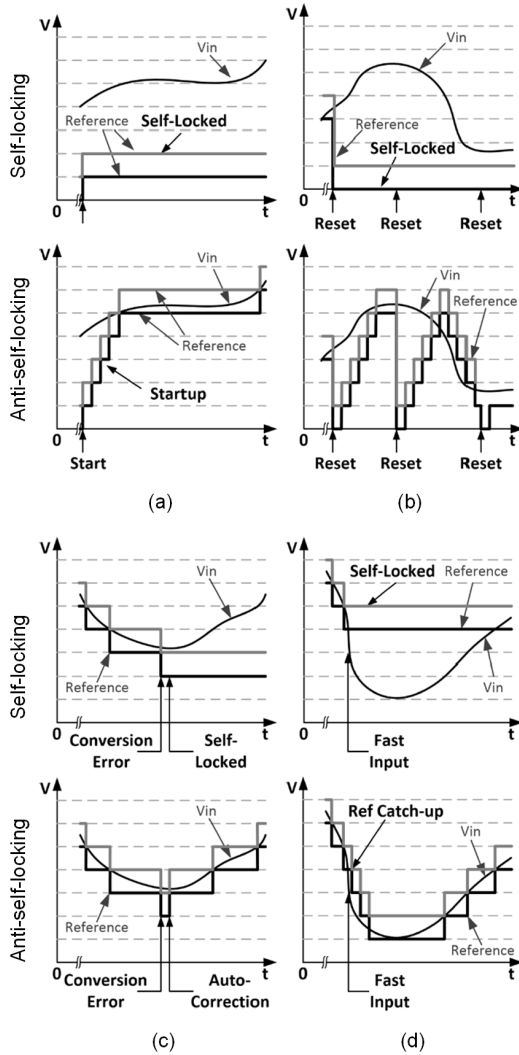 Self-locking
V
Vin
Reference
Self-Locked
0
t
V
Vin
Reference
Self-Locked
0
t
Reset
Reset
Reset
Anti-self-locking
V
Vin
Reference
Startup
0
t
Start
V
Vin
Reference
0
t
Reset
Reset
Reset
(a)
(b)
Self-locking
V
Vin
Reference
0
t
Conversion
Error
Self-
Locked
V
Self-Locked
Reference
Vin
0
t
Fast
Input
Anti-self-locking
V
Vin
Reference
0
t
Conversion
Error
Auto-
Correction
V
Ref Catch-up
Vin
Reference
0
t
Fast
Input
(c)
(d)